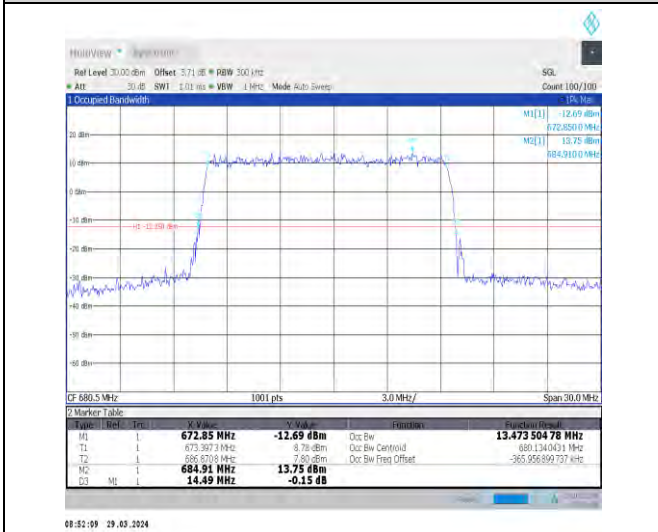 MultiView Spectrum
Ref Level 30.00 dBm Offset 3.71 dB RBW 300 kHz SGL
Att 30 dB SWT 1.01 ms VBW 1 MHz Mode Auto Sweep Count 100/100
1 Occupied Bandwidth 1Pk Max
M1[1] -12.69 dBm
672.8500 MHz
M2[1] 13.75 dBm
684.9100 MHz
20 dBm
10 dBm
0 dBm
-10 dBm
H1 -12.250 dBm
-20 dBm
-30 dBm
-40 dBm
-50 dBm
-60 dBm
CF 680.5 MHz 1001 pts 3.0 MHz/ Span 30.0 MHz
2 Marker Table
Type Ref Trc X Value Y Value Function Function Result
M1 1 672.85 MHz -12.69 dBm Occ Bw 13.473 504 78 MHz
T1 1 673.3973 MHz 8.78 dBm Occ Bw Centroid 680.1340431 MHz
T2 1 686.8708 MHz 7.80 dBm Occ Bw Freq Offset -365.956899737 kHz
M2 1 684.91 MHz 13.75 dBm
D3 M1 1 14.49 MHz -0.15 dB
08:52:09 29.03.2024